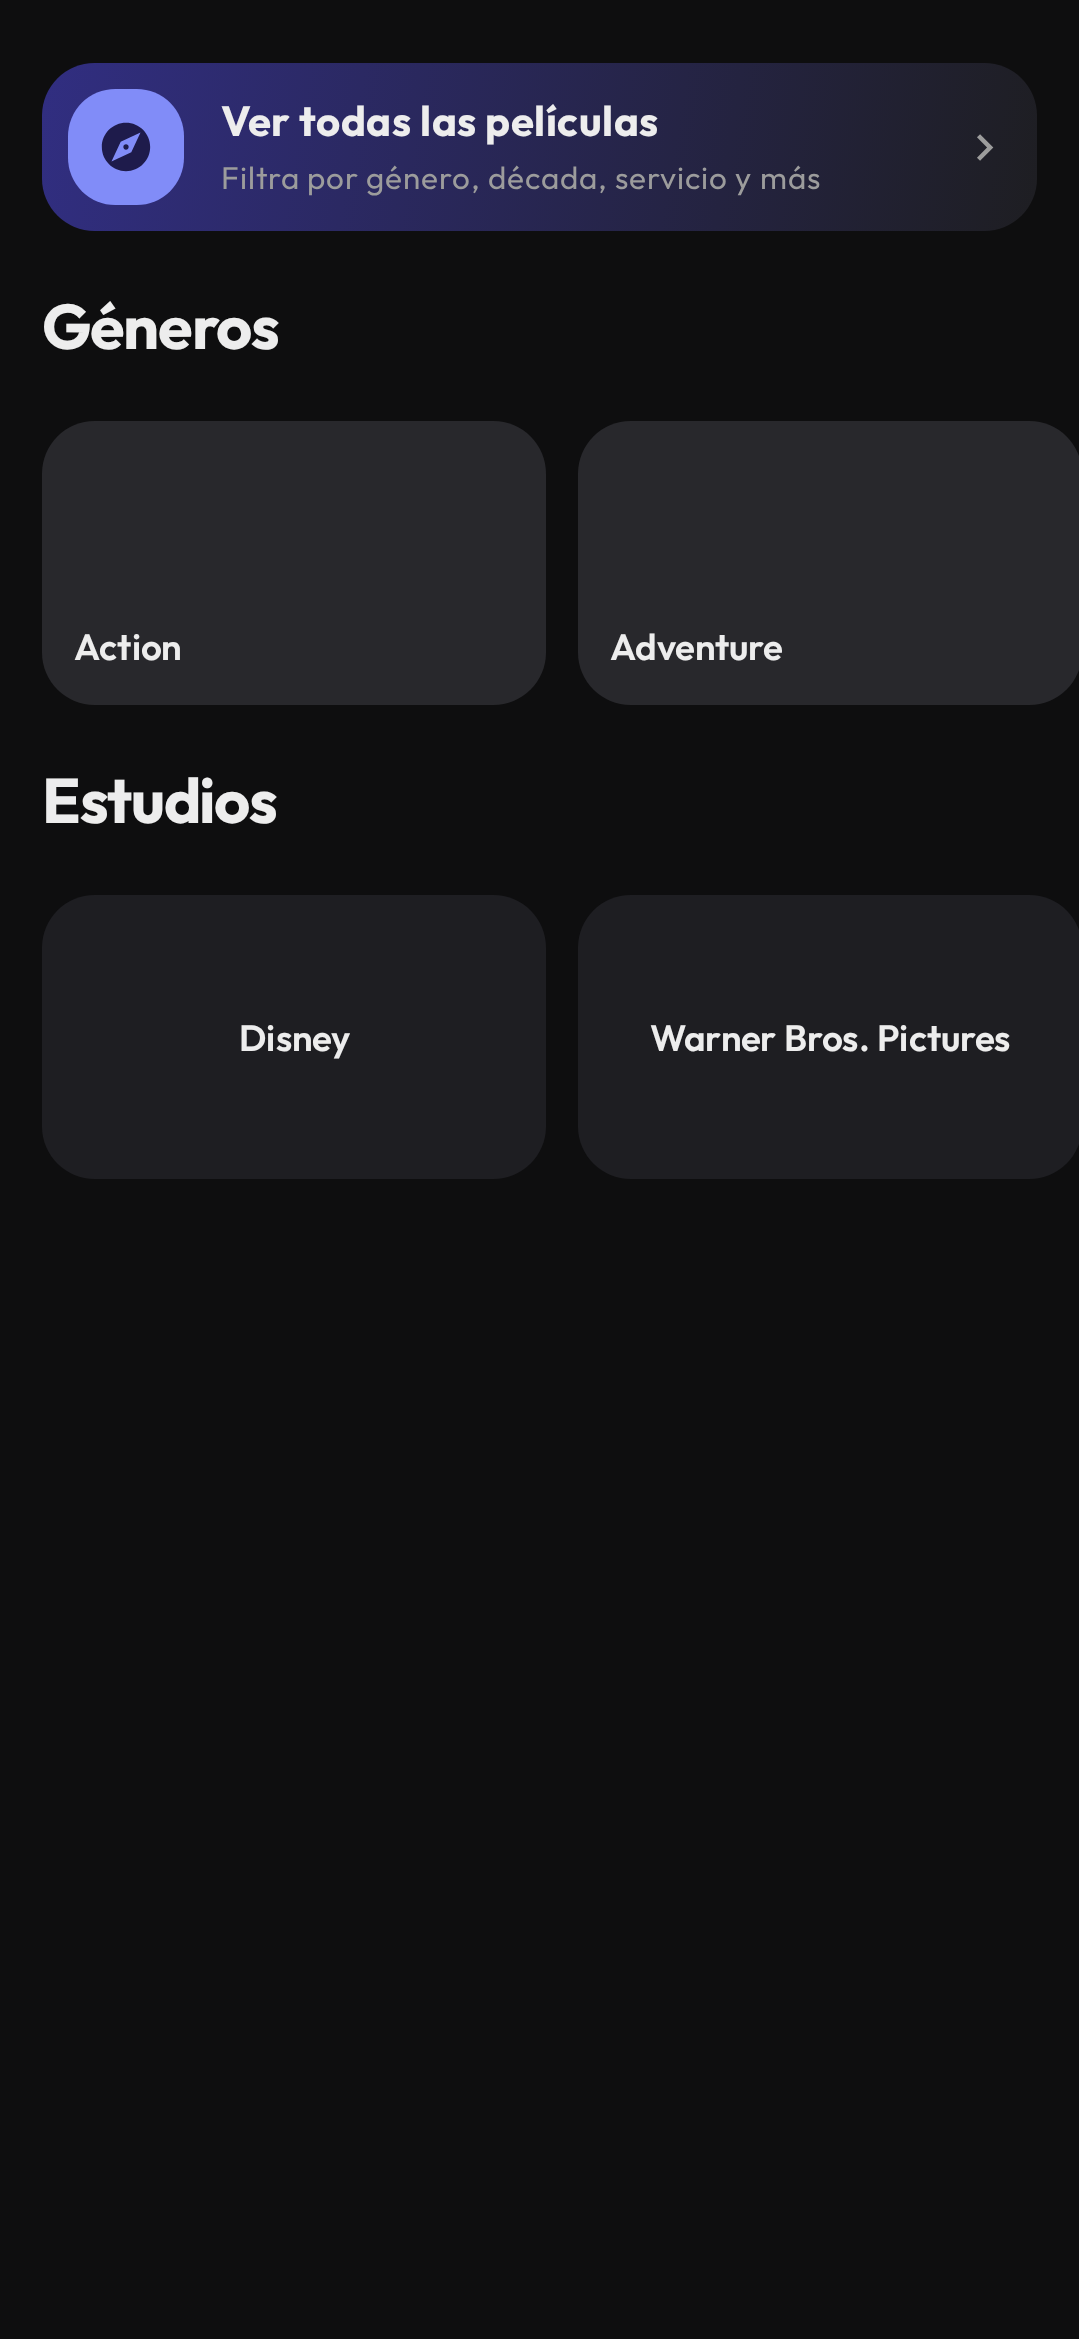 Ver todas las películas
Filtra por género, década, servicio y más
Géneros
Action
Adventure
Estudios
Disney
Warner Bros. Pictures